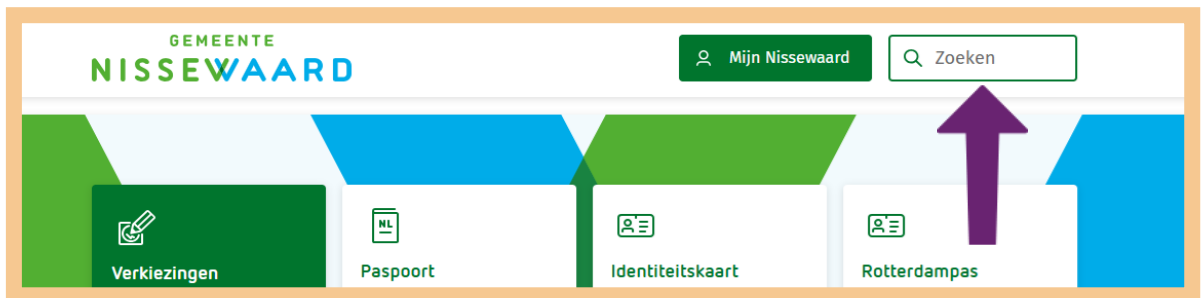 GEMEENTE
NISSEWAARD
Mijn Nissewaard
Zoeken
NL
Verkiezingen
Paspoort
Identiteitskaart
Rotterdampas